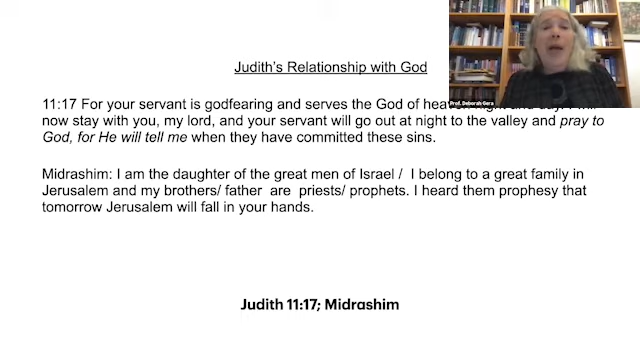 Judith's Relationship with God
Prof. Deborah Gera
11:17 For your servant is godfearing and serves the God of
now stay with you, my lord, and your servant will go out at night to the valley and pray to
God, for He will tell me when they have committed these sins.
Midrashim: I am the daughter of the great men of Israel / I belong to a great family in
Jerusalem and my brothers/ father are priests/ prophets. I heard them prophesy that
tomorrow Jerusalem will fall in your hands.
Judith 11:17; Midrashim